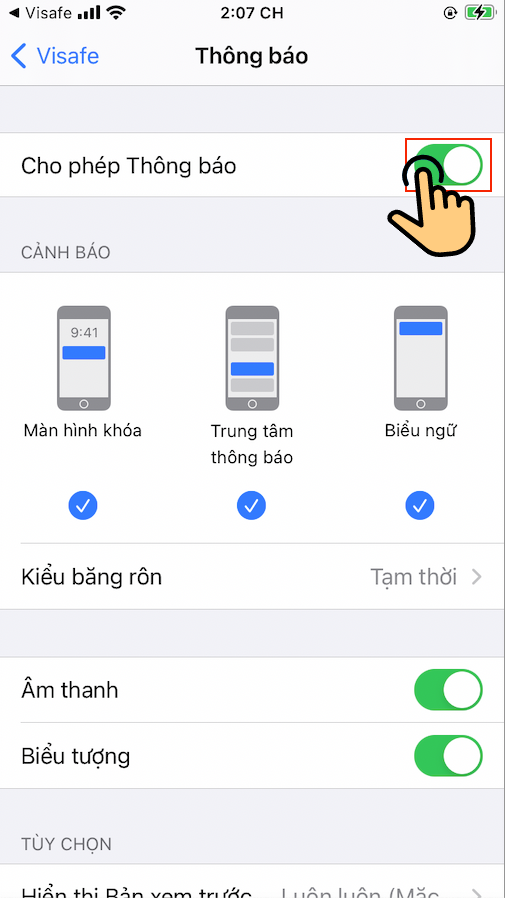 Visafe 2:07 CH
Visafe Thông báo
Cho phép Thông báo
CẢNH BÁO
9:41
Màn hình khóa Trung tâm Biểu ngữ
thông báo
Kiểu băng rôn Tạm thời
Âm thanh
Biểu tượng
TÙY CHỌN
Hiển thị Bản xem trước Luôn luôn (Mặc